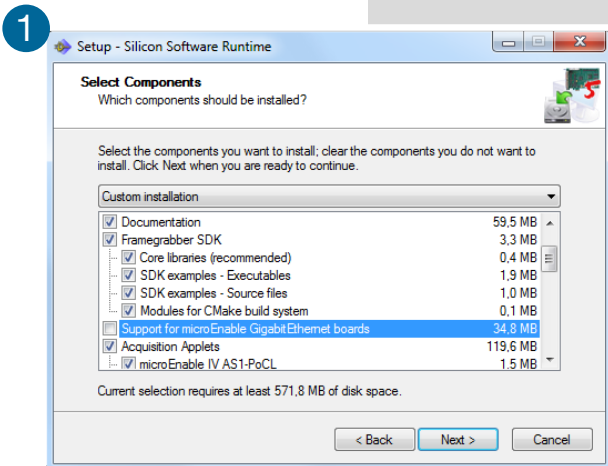 1
Setup - Silicon Software Runtime
Select Components
Which components should be installed?
5
Select the components you want to install; clear the components you do not want to
install. Click Next when you are ready to continue.
Custom installation
Documentation 59,5 MB
Framegrabber SDK 3,3 MB
Core libraries (recommended) 0,4 MB
SDK examples - Executables 1,9 MB
SDK examples - Source files 1,0 MB
Modules for CMake build system 0,1 MB
Support for microEnable GigabitEthernet boards 34,8 MB
Acquisition Applets 119,6 MB
microEnable IV AS1-PoCL 1.5 MB
Current selection requires at least 571,8 MB of disk space.
< Back Next > Cancel